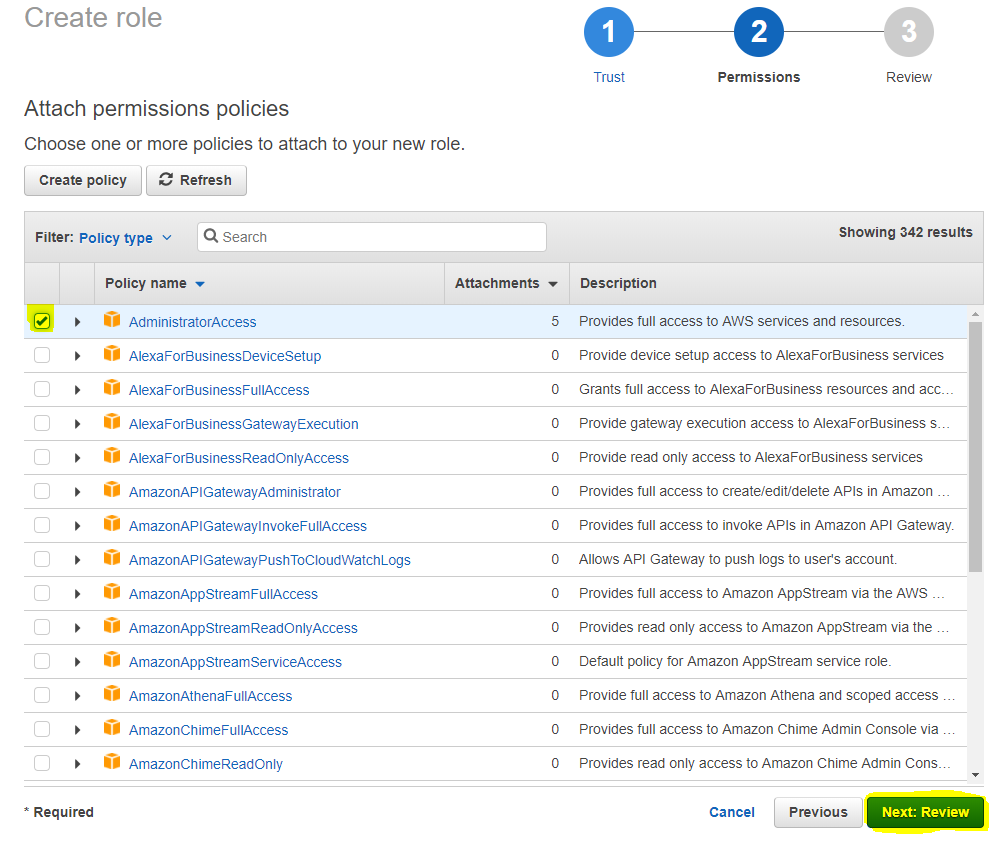 Create role
1 2 3
Trust Permissions Review
Attach permissions policies
Choose one or more policies to attach to your new role.
Create policy Refresh
Filter: Policy type Search Showing 342 results
Policy name Attachments Description
AdministratorAccess 5 Provides full access to AWS services and resources.
AlexaForBusinessDeviceSetup 0 Provide device setup access to AlexaForBusiness services
AlexaForBusinessFullAccess 0 Grants full access to AlexaForBusiness resources and acc…
AlexaForBusinessGatewayExecution 0 Provide gateway execution access to AlexaForBusiness s…
AlexaForBusinessReadOnlyAccess 0 Provide read only access to AlexaForBusiness services
AmazonAPIGatewayAdministrator 0 Provides full access to create/edit/delete APIs in Amazon …
AmazonAPIGatewayInvokeFullAccess 0 Provides full access to invoke APIs in Amazon API Gateway.
AmazonAPIGatewayPushToCloudWatchLogs 0 Allows API Gateway to push logs to user's account.
AmazonAppStreamFullAccess 0 Provides full access to Amazon AppStream via the AWS …
AmazonAppStreamReadOnlyAccess 0 Provides read only access to Amazon AppStream via the …
AmazonAppStreamServiceAccess 0 Default policy for Amazon AppStream service role.
AmazonAthenaFullAccess 0 Provide full access to Amazon Athena and scoped access …
AmazonChimeFullAccess 0 Provides full access to Amazon Chime Admin Console via …
AmazonChimeReadOnly 0 Provides read only access to Amazon Chime Admin Cons…
* Required Cancel Previous Next: Review